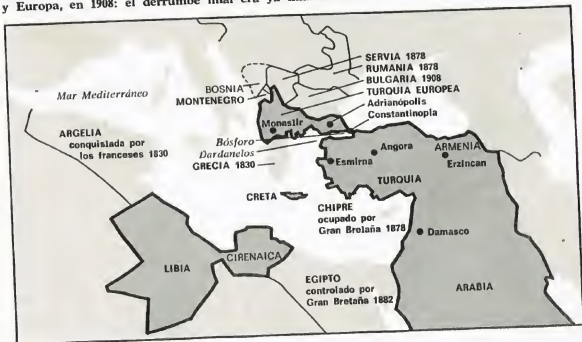 y Europa, en 1908: el derrumbe final era ya
SERVIA 1878
RUMANIA 1878
BULGARIA 1908
TURQUIA EUROPEA
Adrianópolis
Constantinopla
BOSNIA
MONTENEGRO
Mar Mediterráneo
Monastir
Bósforo
Dardanelos
GRECIA 1830
ARGELIA
conquistada por
los franceses 1830
Esmirna
Angora
ARMENIA
Erzincan
TURQUIA
CRETA
CHIPRE
ocupado por
Gran Bretaña 1878
Damasco
LIBIA
CIRENAICA
EGIPTO
controlado por
Gran Bretaña 1882
ARABIA